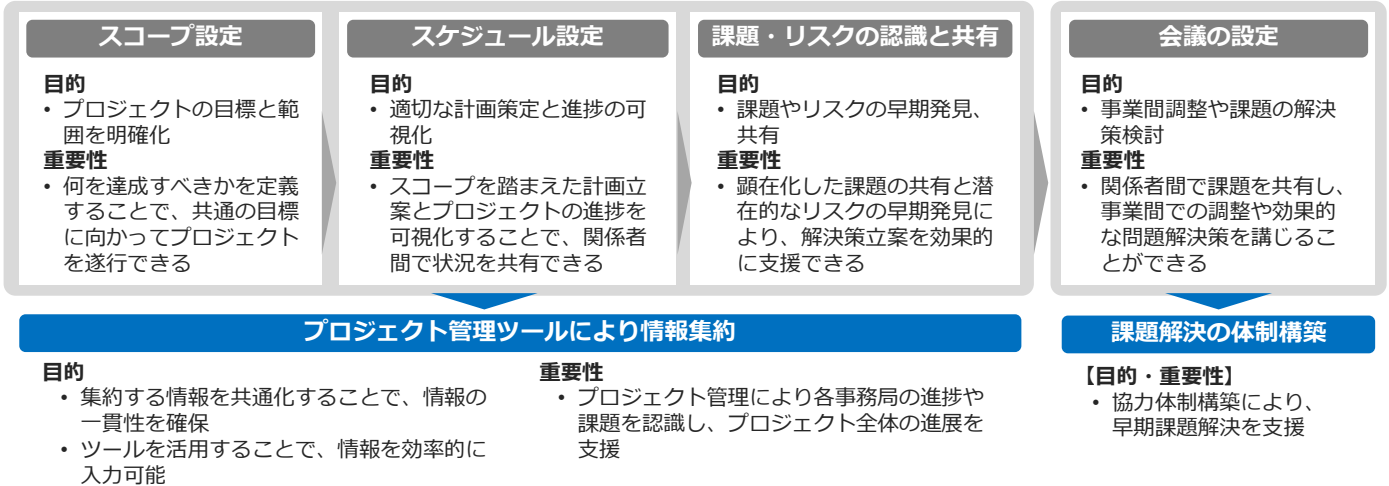 スコープ設定
目的
• プロジェクトの目標と範
囲を明確化
重要性
• 何を達成すべきかを定義
することで、共通の目標
に向かってプロジェクト
を遂行できる
スケジュール設定
目的
• 適切な計画策定と進捗の可
視化
重要性
• スコープを踏まえた計画立
案とプロジェクトの進捗を
可視化することで、関係者
間で状況を共有できる
課題・リスクの認識と共有
目的
• 課題やリスクの早期発見、
共有
重要性
• 顕在化した課題の共有と潜
在的なリスクの早期発見に
より、解決策立案を効果的
に支援できる
会議の設定
目的
• 事業間調整や課題の解決
策検討
重要性
• 関係者間で課題を共有し、
事業間での調整や効果的
な問題解決策を講じるこ
とができる
プロジェクト管理ツールにより情報集約
目的
• 集約する情報を共通化することで、情報の
一貫性を確保
• ツールを活用することで、情報を効率的に
入力可能
重要性
• プロジェクト管理により各事務局の進捗や
課題を認識し、プロジェクト全体の進展を
支援
課題解決の体制構築
【目的・重要性】
• 協力体制構築により、
早期課題解決を支援